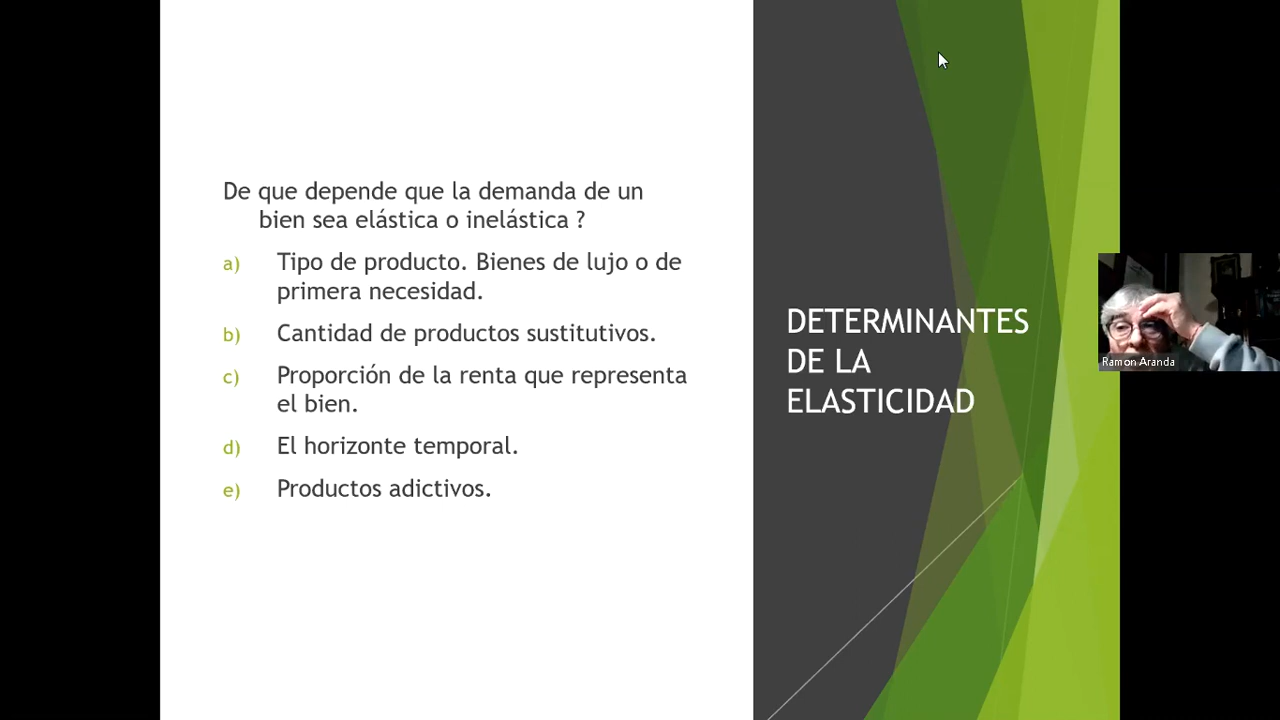 De que depende que la demanda de un
bien sea elástica o inelástica ?
a) Tipo de producto. Bienes de lujo o de
primera necesidad.
b) Cantidad de productos sustitutivos.
c) Proporción de la renta que representa
el bien.
d) El horizonte temporal.
e) Productos adictivos.
DETERMINANTES
DE LA
ELASTICIDAD
Ramon Aranda